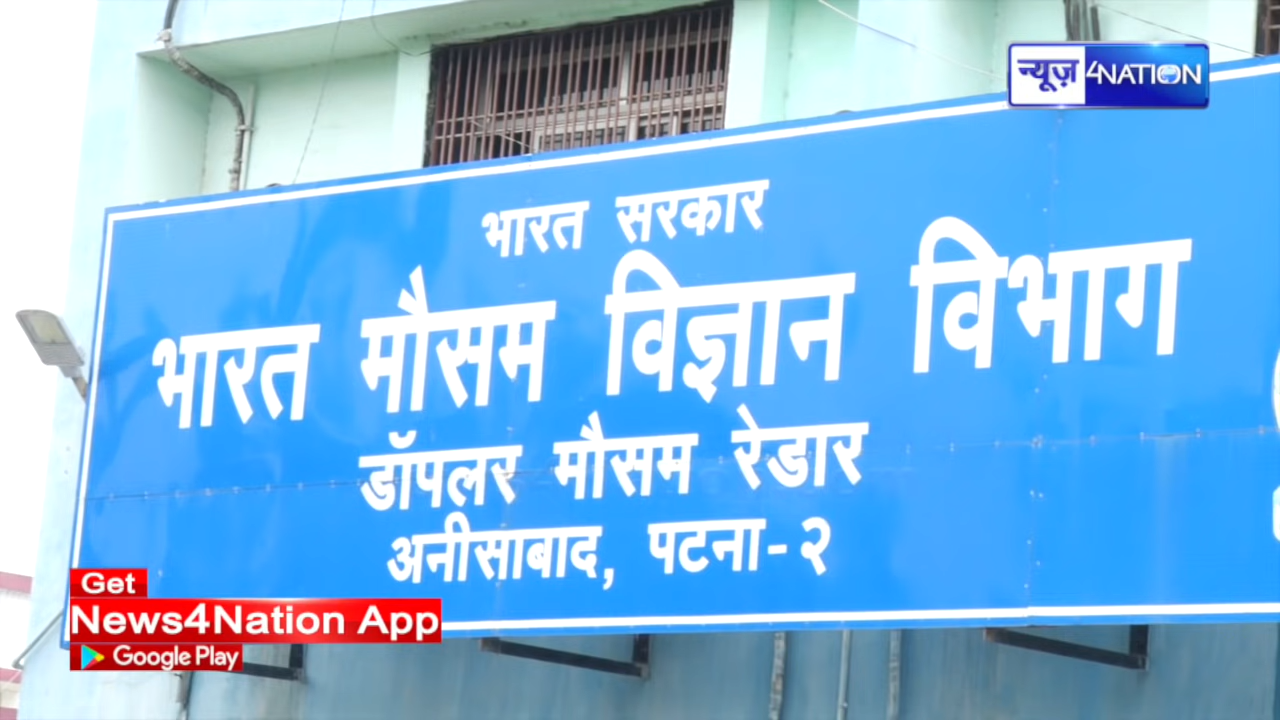 न्यूज़ 4NATION
भारत सरकार
भारत मौसम विज्ञान विभाग
डॉपलर मौसम रेडार
अनीसाबाद, पटना-२
Get
News4Nation App
Google Play